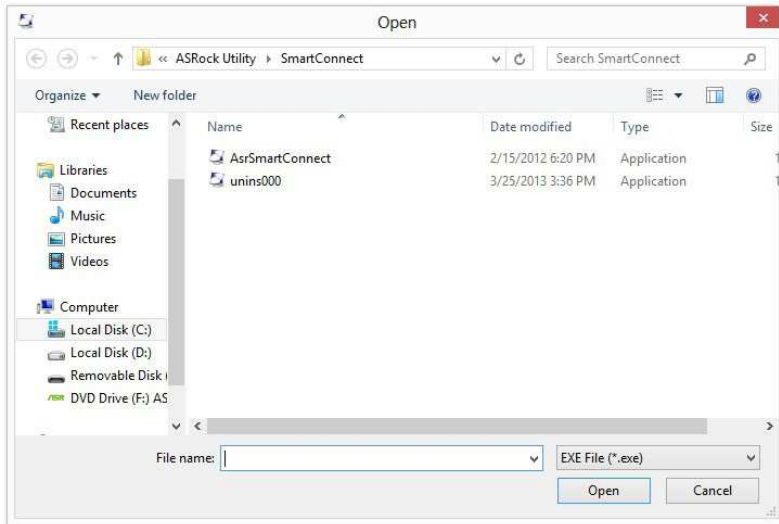 Open
« ASRock Utility SmartConnect
Search SmartConnect
Organize New folder
Recent places
Libraries
Documents
Music
Pictures
Videos
Computer
Local Disk (C:)
Local Disk (D:)
Removable Disk
DVD Drive (F:) AS
Name Date modified Type Size
AsrSmartConnect 2/15/2012 6:20 PM Application 1
unins000 3/25/2013 3:36 PM Application 1
File name:
EXE File (*.exe)
Open Cancel